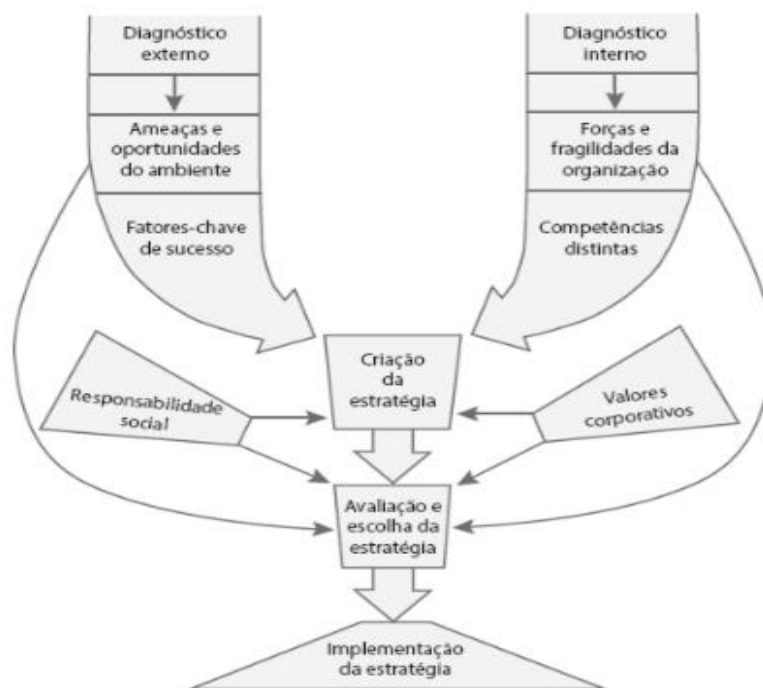 Diagnóstico
externo
Diagnóstico
interno
Ameaças e
oportunidades
do ambiente
Forças e
fragilidades da
organização
Fatores-chave
de sucesso
Competências
distintas
Criação
da
estratégia
Responsabilidade
social
Valores
corporativos
Avaliação e
escolha da
estratégia
Implementação
da estratégia